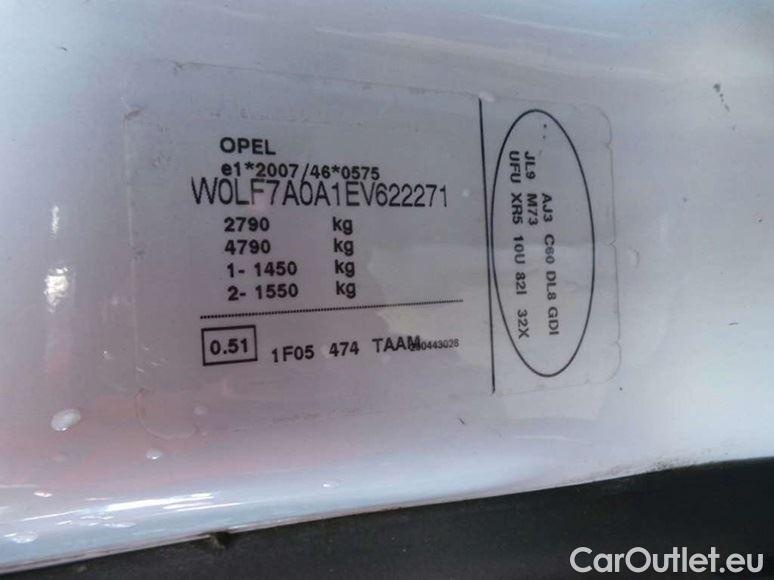 OPEL
e1*2007/46*0575
W0LF7A0A1EV622271
2790 kg
4790 kg
1- 1450 kg
2- 1550 kg
0.51 1F05 474 TAAM
AJ3 C60 DL8 GDI
JL9 M73
UFU XR5 10U 82I 32X
CarOutlet.eu